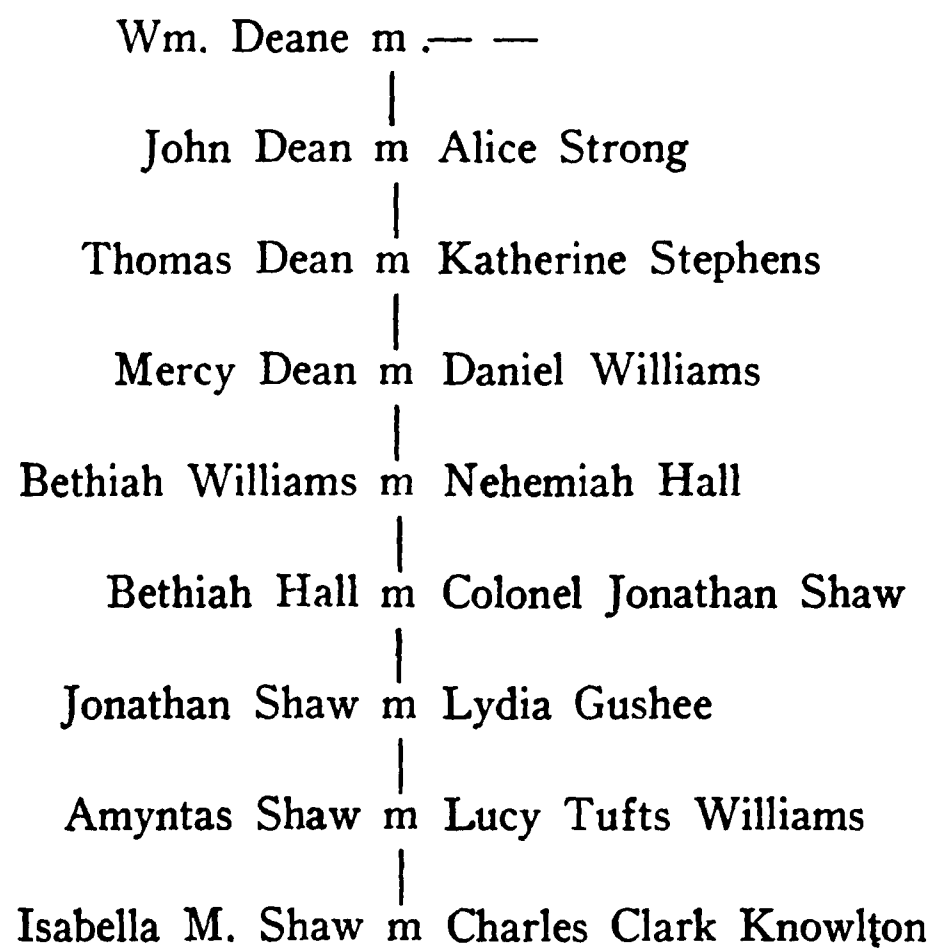 Wm. Deane m .— —
John Dean m Alice Strong
Thomas Dean m Katherine Stephens
Mercy Dean m Daniel Williams
Bethiah Williams m Nehemiah Hall
Bethiah Hall m Colonel Jonathan Shaw
Jonathan Shaw m Lydia Gushee
Amyntas Shaw m Lucy Tufts Williams
Isabella M. Shaw m Charles Clark Knowlton